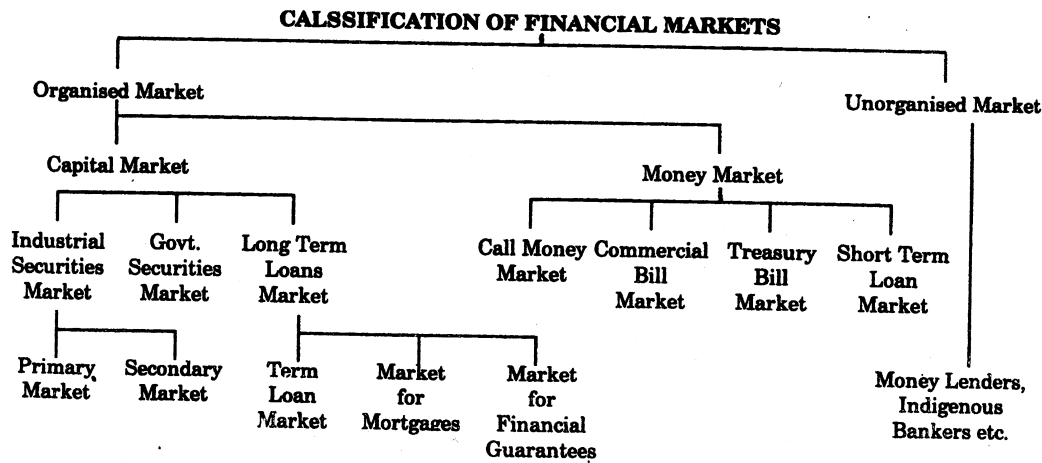 CALSSIFICATION OF FINANCIAL MARKETS
Organised Market
Unorganised Market
Capital Market
Money Market
Industrial
Securities
Market
Govt.
Securities
Market
Long Term
Loans
Market
Call Money
Market
Commercial
Bill
Market
Treasury
Bill
Market
Short Term
Loan
Market
Primary
Market
Secondary
Market
Term
Loan
Market
Market
for
Mortgages
Market
for
Financial
Guarantees
Money Lenders,
Indigenous
Bankers etc.